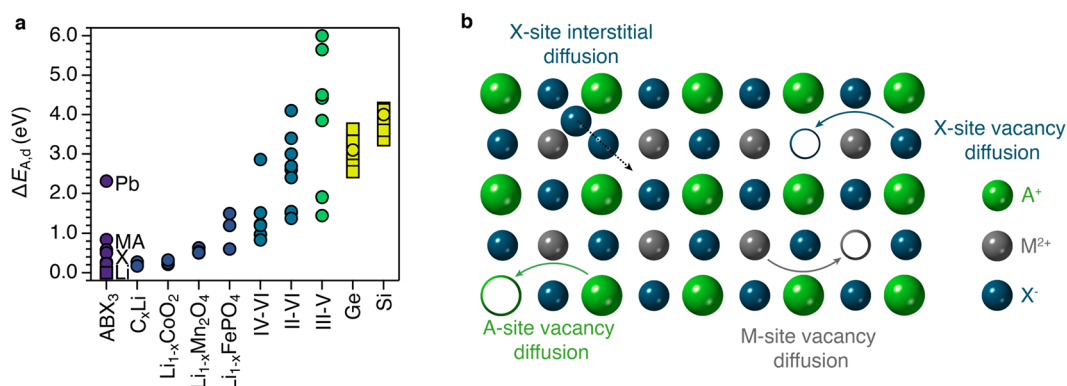 a
ΔE_A,d (eV)
6.0
5.0
4.0
3.0
2.0
1.0
0.0
Pb
MA
X
Li
ABX₃
CₓLi
Li₁₋ₓCoO₂
Li₁₋ₓMn₂O₄
Li₁₋ₓFePO₄
IV-VI
II-VI
III-V
Ge
Si
b
X-site interstitial
diffusion
X-site vacancy
diffusion
A⁺
M²⁺
X⁻
A-site vacancy
diffusion
M-site vacancy
diffusion